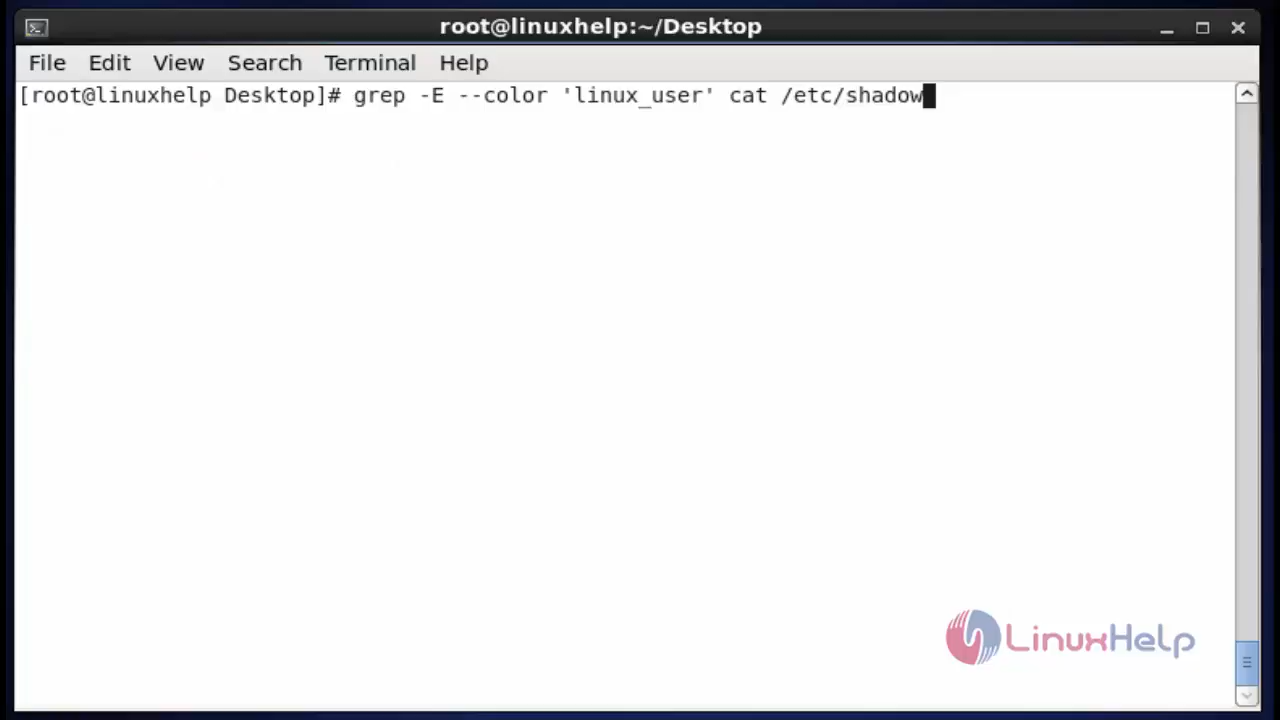 root@linuxhelp:~/Desktop
File Edit View Search Terminal Help
[root@linuxhelp Desktop]# grep -E --color 'linux_user' cat /etc/shadow
LinuxHelp